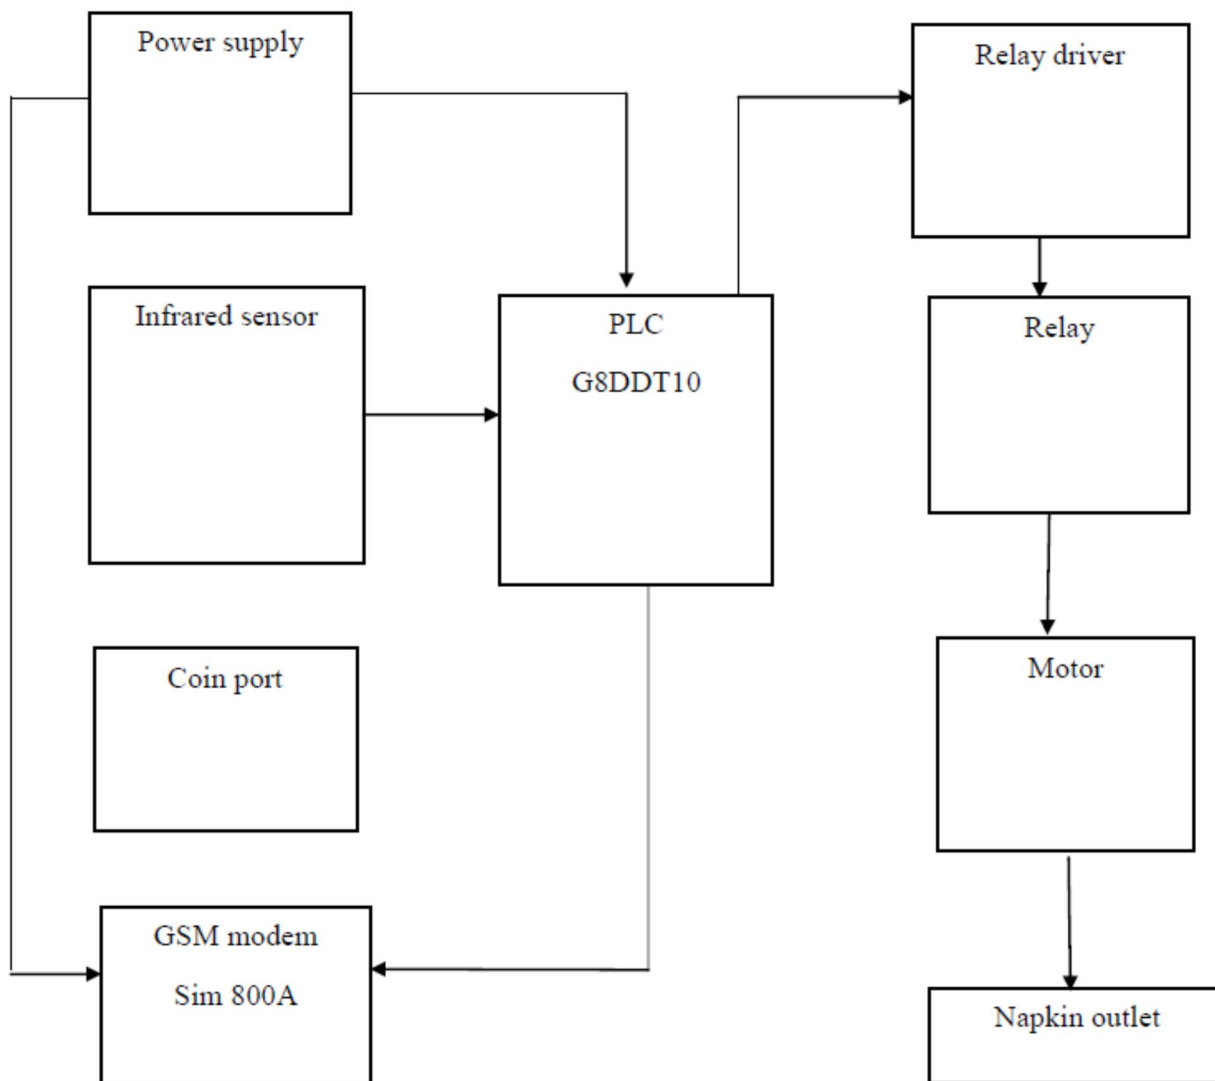 Power supply
Relay driver
Infrared sensor
PLC
G8DDT10
Relay
Coin port
Motor
GSM modem
Sim 800A
Napkin outlet